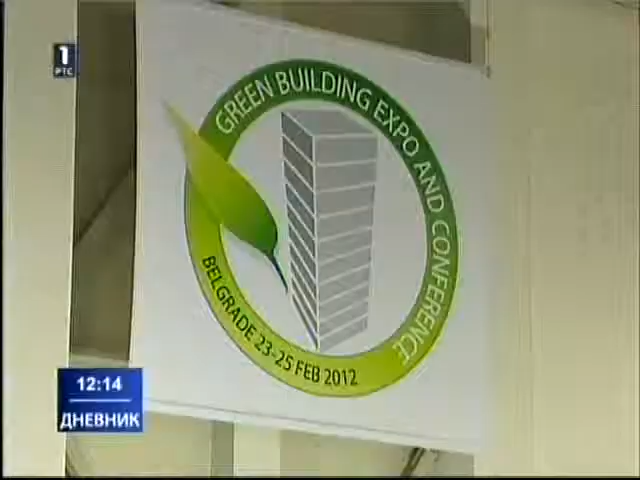 1
РТС
GREEN BUILDING EXPO AND CONFERENCE
BELGRADE 23-25 FEB 2012
12:14
ДНЕВНИК